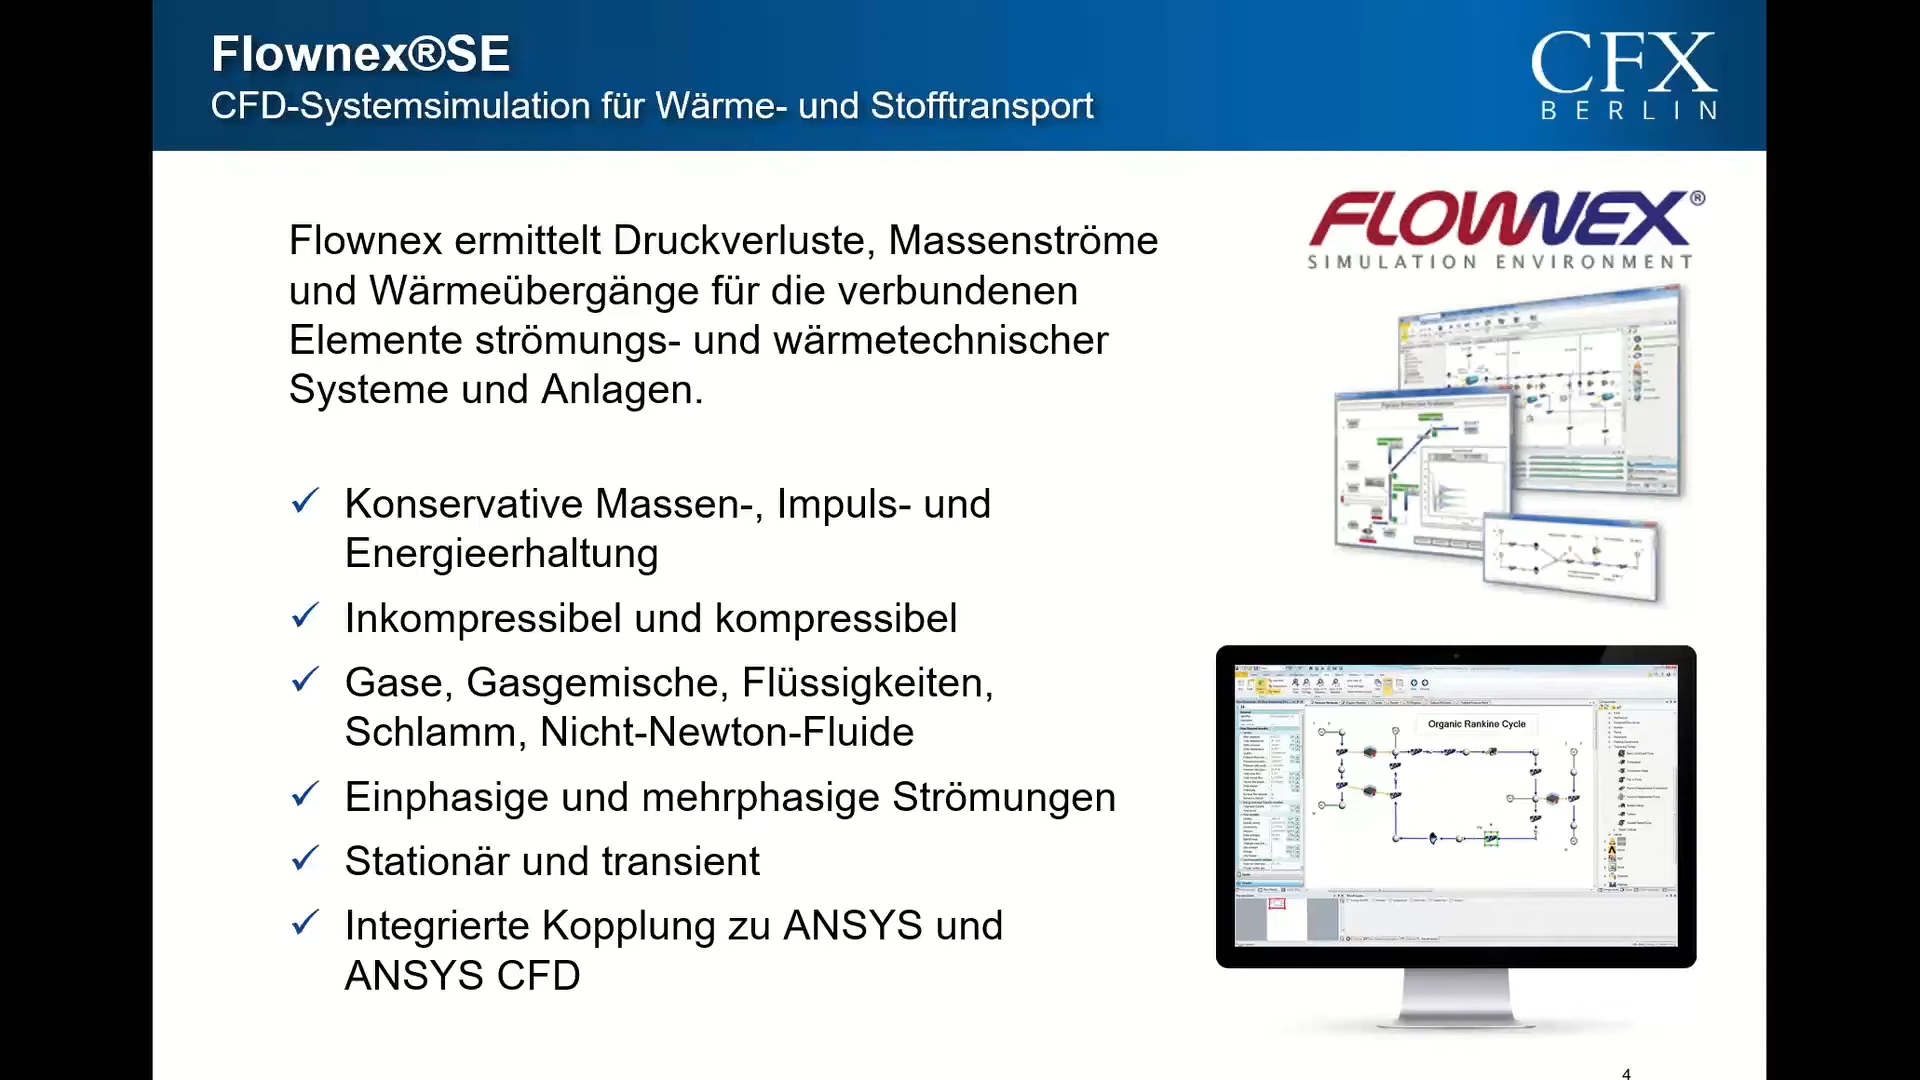 Flownex®SE
CFD-Systemsimulation für Wärme- und Stofftransport
CFX
BERLIN
FLOWNEX®
SIMULATION ENVIRONMENT
Flownex ermittelt Druckverluste, Massenströme
und Wärmeübergänge für die verbundenen
Elemente strömungs- und wärmetechnischer
Systeme und Anlagen.
✓ Konservative Massen-, Impuls- und
Energieerhaltung
✓ Inkompressibel und kompressibel
✓ Gase, Gasgemische, Flüssigkeiten,
Schlamm, Nicht-Newton-Fluide
✓ Einphasige und mehrphasige Strömungen
✓ Stationär und transient
✓ Integrierte Kopplung zu ANSYS und
ANSYS CFD
Organic Rankine Cycle
4